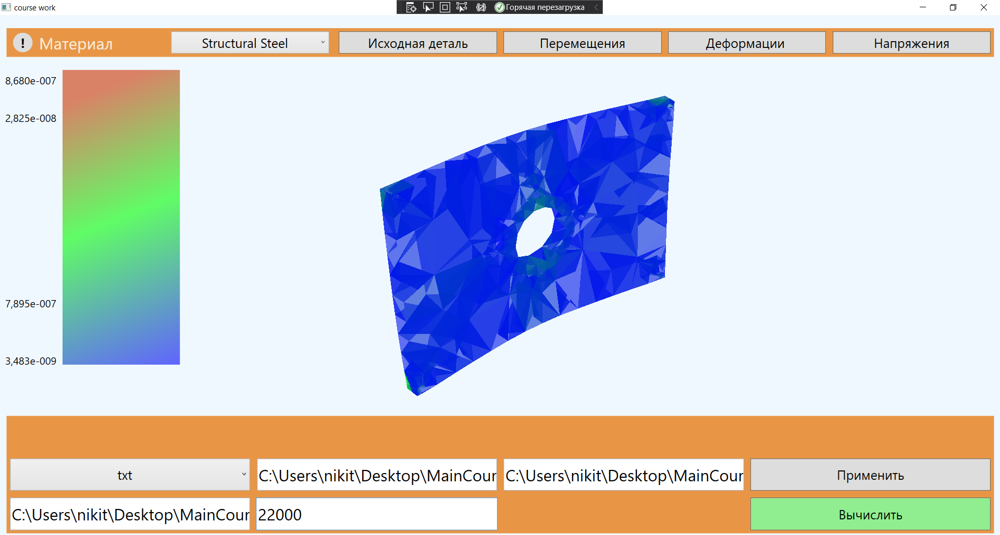 course work
Горячая перезагрузка
! Материал
Structural Steel
Исходная деталь
Перемещения
Деформации
Напряжения
8,680e-007
2,825e-008
7,895e-007
3,483e-009
txt
C:\Users\nikit\Desktop\MainCour
C:\Users\nikit\Desktop\MainCour
Применить
C:\Users\nikit\Desktop\MainCour
22000
Вычислить